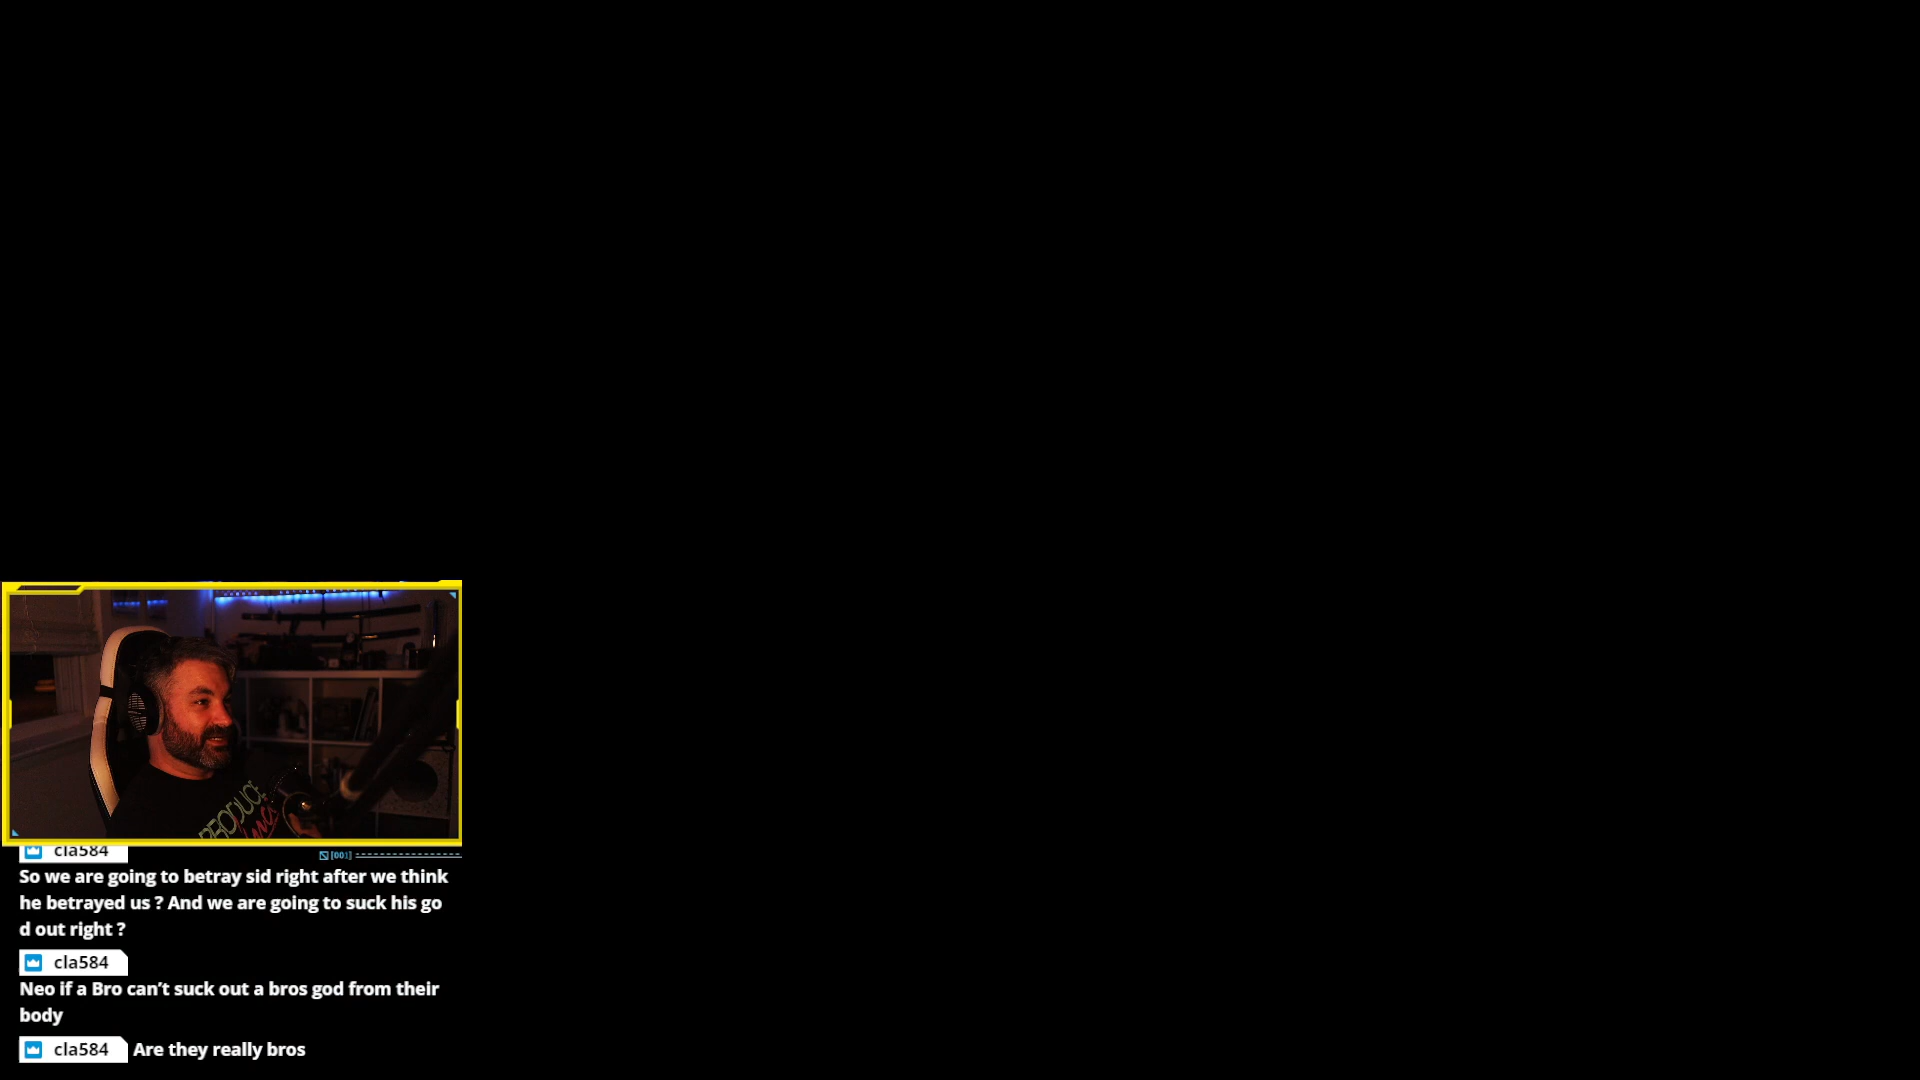 PRODUCE
cla584
[001]
So we are going to betray sid right after we think
he betrayed us ? And we are going to suck his go
d out right ?
cla584
Neo if a Bro can’t suck out a bros god from their
body
cla584 Are they really bros